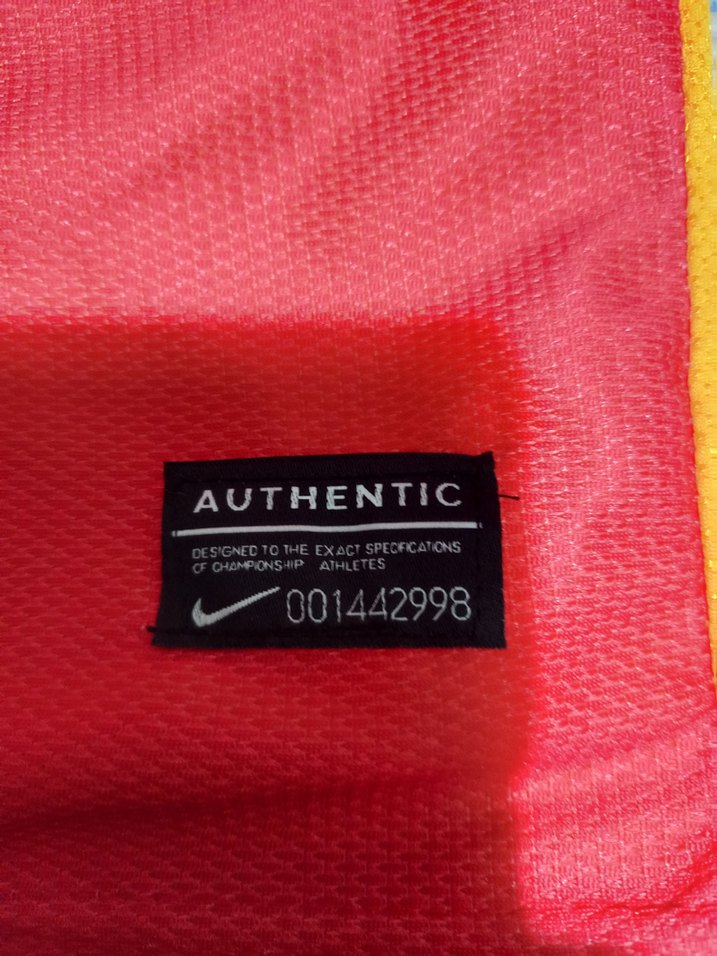 AUTHENTIC
DESIGNED TO THE EXACT SPECIFICATIONS
OF CHAMPIONSHIP ATHLETES
001442998